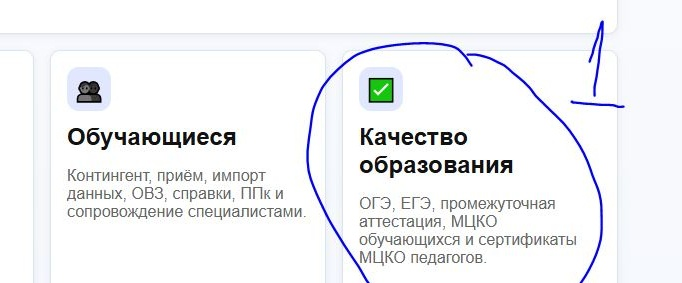 Обучающиеся
Контингент, приём, импорт
данных, ОВЗ, справки, ППк и
сопровождение специалистами.
Качество
образования
ОГЭ, ЕГЭ, промежуточная
аттестация, МЦКО
обучающихся и сертификаты
МЦКО педагогов.
1